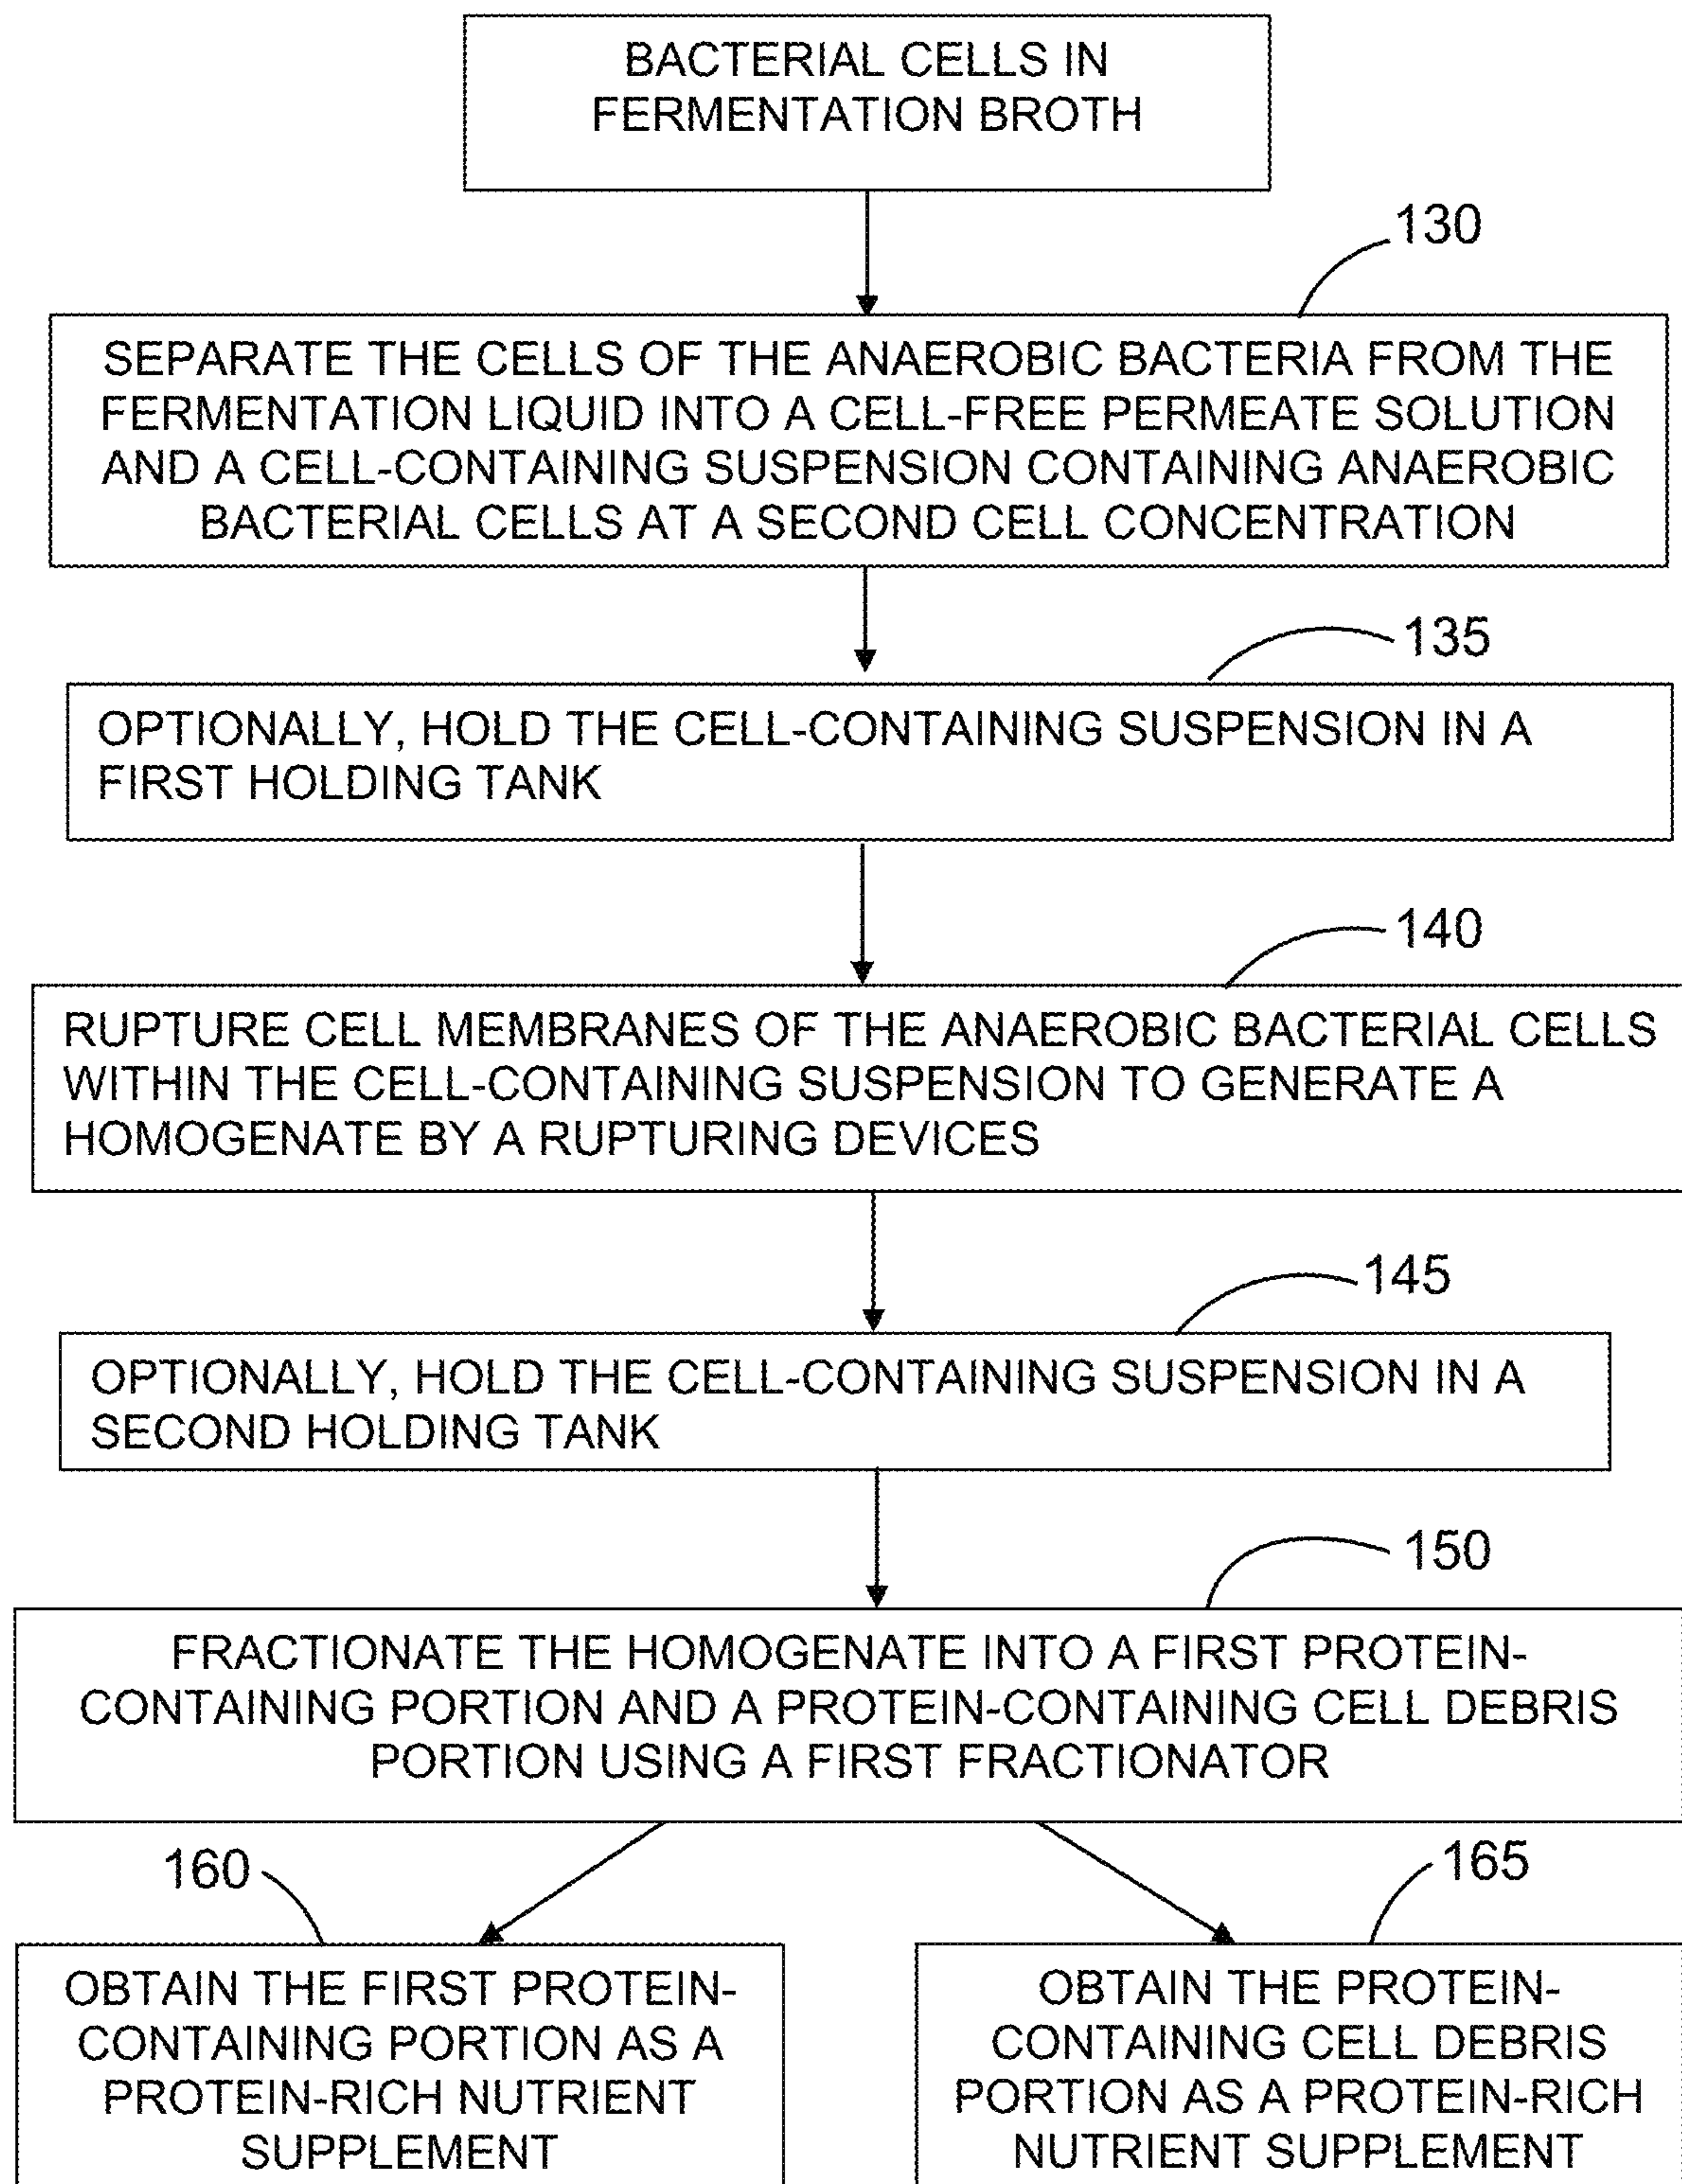 BACTERIAL CELLS IN
FERMENTATION BROTH
130
SEPARATE THE CELLS OF THE ANAEROBIC BACTERIA FROM THE
FERMENTATION LIQUID INTO A CELL-FREE PERMEATE SOLUTION
AND A CELL-CONTAINING SUSPENSION CONTAINING ANAEROBIC
BACTERIAL CELLS AT A SECOND CELL CONCENTRATION
135
OPTIONALLY, HOLD THE CELL-CONTAINING SUSPENSION IN A
FIRST HOLDING TANK
140
RUPTURE CELL MEMBRANES OF THE ANAEROBIC BACTERIAL CELLS
WITHIN THE CELL-CONTAINING SUSPENSION TO GENERATE A
HOMOGENATE BY A RUPTURING DEVICES
145
OPTIONALLY, HOLD THE CELL-CONTAINING SUSPENSION IN A
SECOND HOLDING TANK
150
FRACTIONATE THE HOMOGENATE INTO A FIRST PROTEIN-
CONTAINING PORTION AND A PROTEIN-CONTAINING CELL DEBRIS
PORTION USING A FIRST FRACTIONATOR
160
OBTAIN THE FIRST PROTEIN-
CONTAINING PORTION AS A
PROTEIN-RICH NUTRIENT
SUPPLEMENT
165
OBTAIN THE PROTEIN-
CONTAINING CELL DEBRIS
PORTION AS A PROTEIN-RICH
NUTRIENT SUPPLEMENT